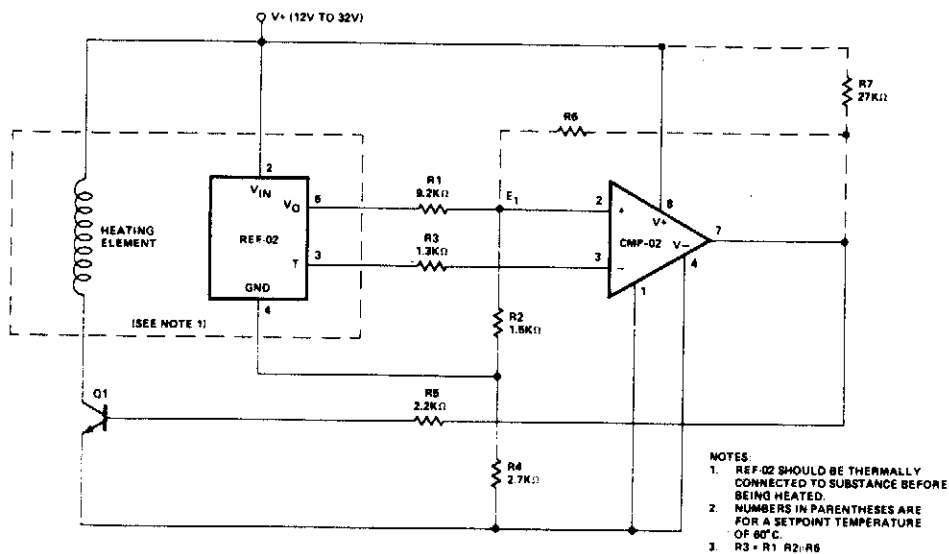 V+ (12V TO 32V)
R7
27KΩ
R6
2
VIN
R1
9.2KΩ
E1
8
VO
6
2
+
V+
HEATING
ELEMENT
REF-02
R3
1.3KΩ
CMP-02
V−
7
T
3
3
−
4
GND
4
1
(SEE NOTE 1)
R2
1.5KΩ
Q1
R5
2.2KΩ
R4
2.7KΩ
NOTES:
1. REF-02 SHOULD BE THERMALLY
CONNECTED TO SUBSTANCE BEFORE
BEING HEATED.
2. NUMBERS IN PARENTHESES ARE
FOR A SETPOINT TEMPERATURE
OF 60°C.
3. R3 = R1 R2 R6